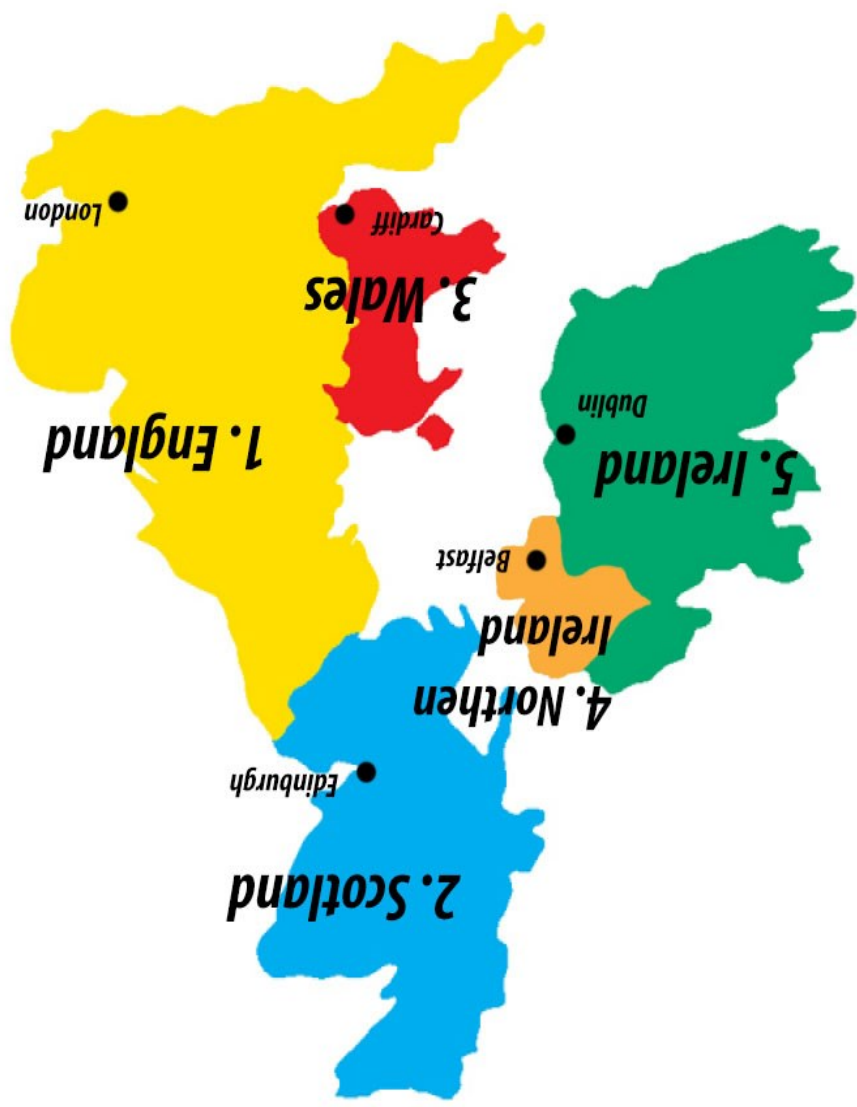 2. Scotland
Edinburgh
4. Northen
Ireland
Belfast
5. Ireland
Dublin
1. England
3. Wales
Cardiff
London